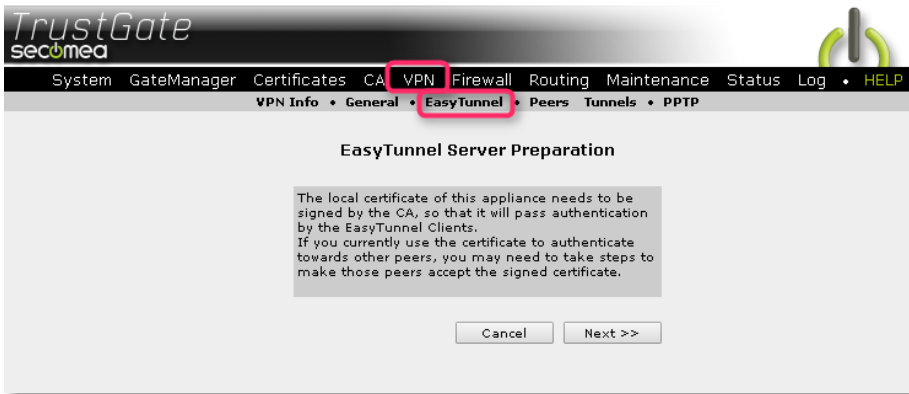 TrustGate
secomea
System GateManager Certificates CA VPN Firewall Routing Maintenance Status Log • HELP
VPN Info • General • EasyTunnel • Peers Tunnels • PPTP
EasyTunnel Server Preparation
The local certificate of this appliance needs to be
signed by the CA, so that it will pass authentication
by the EasyTunnel Clients.
If you currently use the certificate to authenticate
towards other peers, you may need to take steps to
make those peers accept the signed certificate.
Cancel Next >>